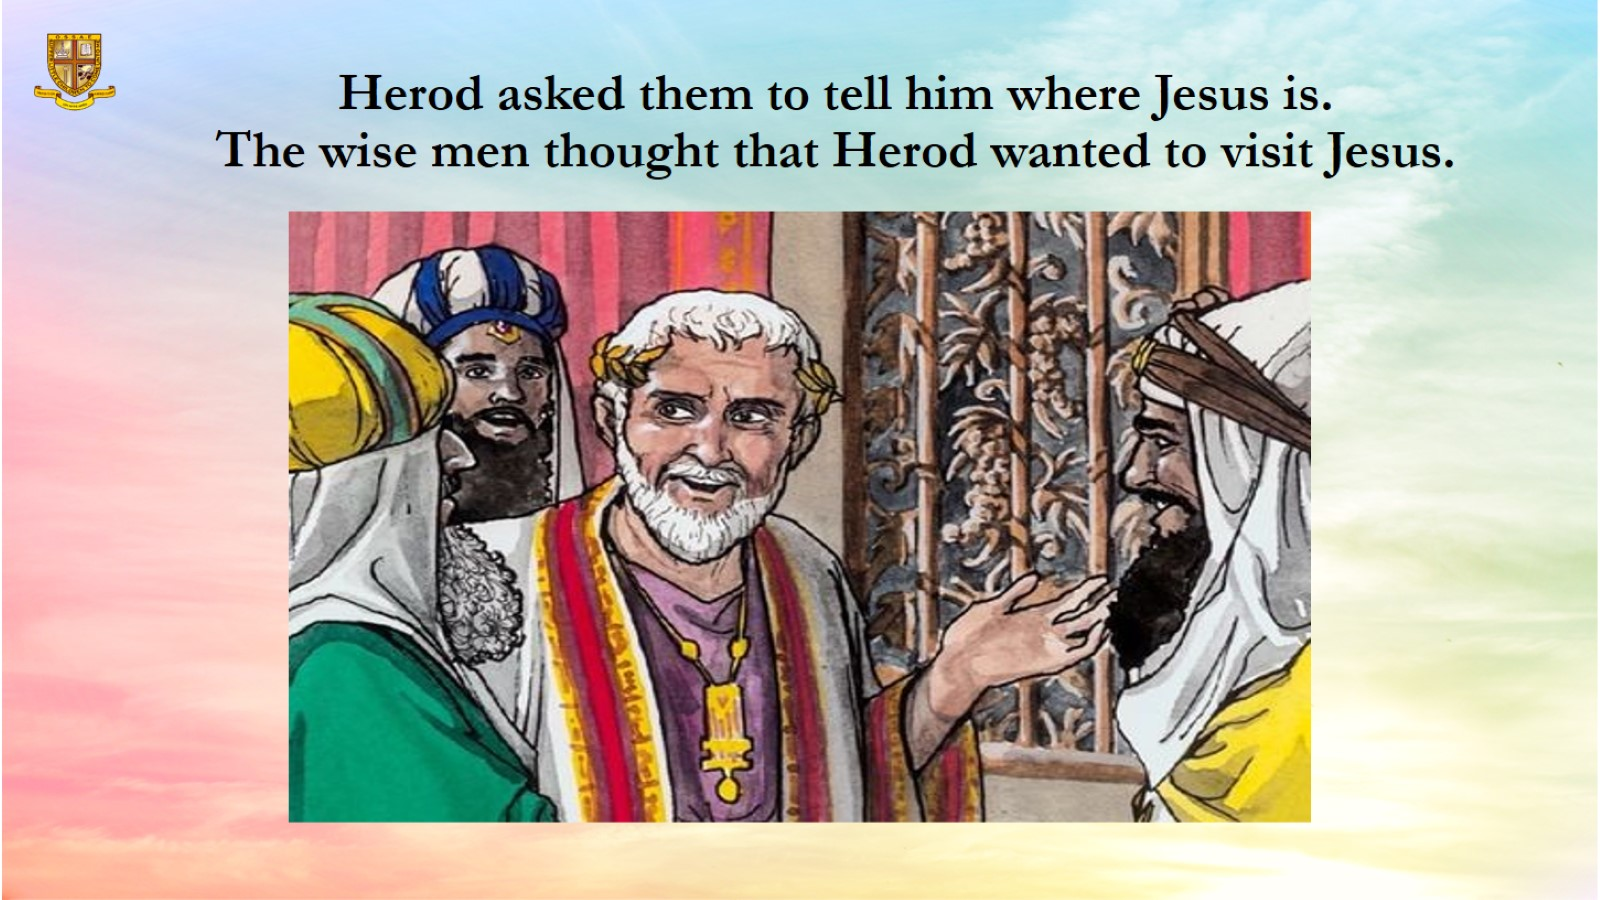 Herod asked them to tell him where Jesus is.
The wise men thought that Herod wanted to visit Jesus.